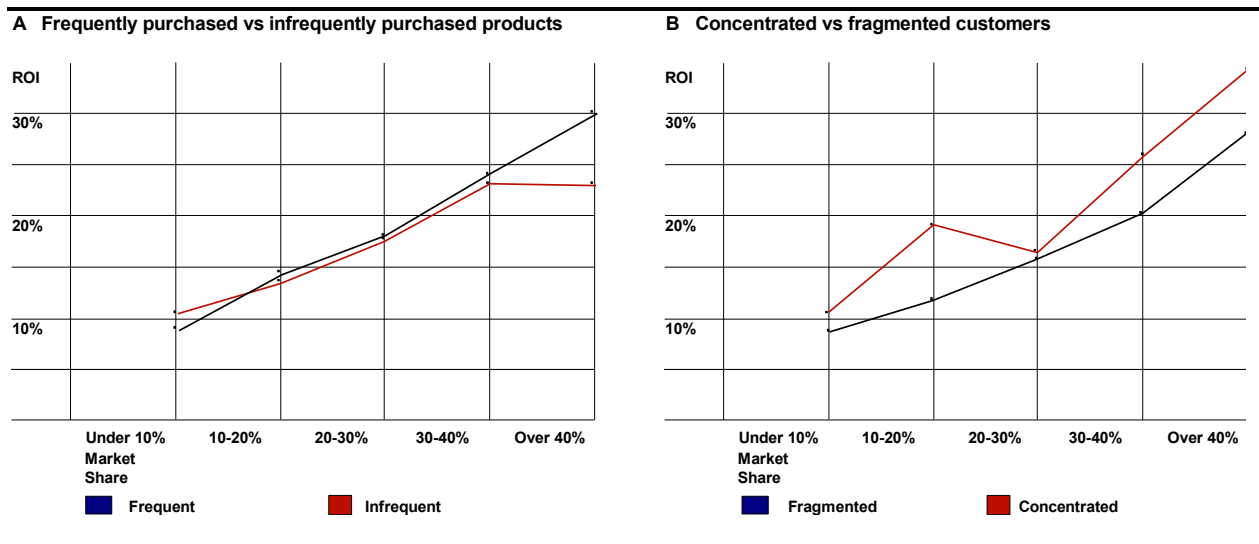 A Frequently purchased vs infrequently purchased products
ROI
30%
20%
10%
Under 10% 10-20% 20-30% 30-40% Over 40%
Market
Share
Frequent Infrequent
B Concentrated vs fragmented customers
ROI
30%
20%
10%
Under 10% 10-20% 20-30% 30-40% Over 40%
Market
Share
Fragmented Concentrated